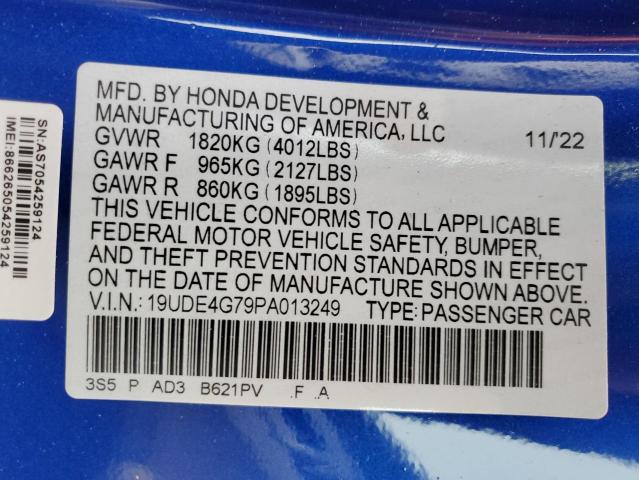 MFD. BY HONDA DEVELOPMENT &
MANUFACTURING OF AMERICA, LLC
11/22
GVWR 1820KG (4012LBS)
GAWR F 965KG (2127LBS)
GAWR R 860KG (1895LBS)
THIS VEHICLE CONFORMS TO ALL APPLICABLE
FEDERAL MOTOR VEHICLE SAFETY, BUMPER,
AND THEFT PREVENTION STANDARDS IN EFFECT
ON THE DATE OF MANUFACTURE SHOWN ABOVE.
V.I.N.: 19UDE4G79PA013249 TYPE: PASSENGER CAR
3S5 P AD3 B621PV .F .A
SN:AS7054259124
IMEI:866265054259124